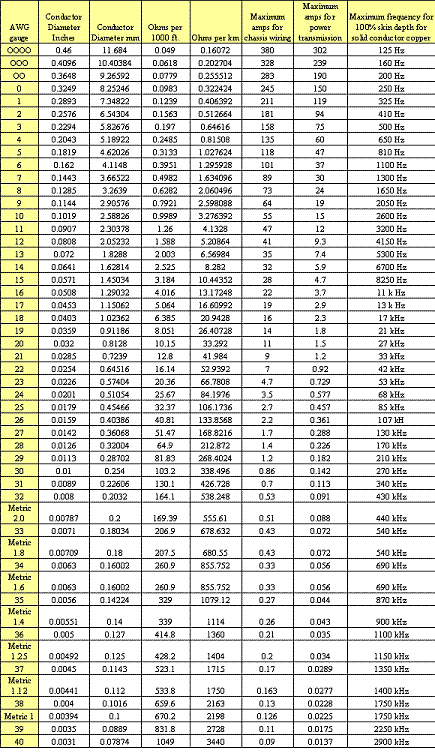 AWG gauge | Conductor Diameter Inches | Conductor Diameter mm | Ohms per 1000 ft. | Ohms per km | Maximum amps for chassis wiring | Maximum amps for power transmission | Maximum frequency for 100% skin depth for solid conductor copper
OOOO 0.46 11.684 0.049 0.16072 380 302 125 Hz
OOO 0.4096 10.40384 0.0618 0.202704 328 239 160 Hz
OO 0.3648 9.26592 0.0779 0.255512 283 190 200 Hz
0 0.3249 8.25246 0.0983 0.322424 245 150 250 Hz
1 0.2893 7.34822 0.1239 0.406392 211 119 325 Hz
2 0.2576 6.54304 0.1563 0.512664 181 94 410 Hz
3 0.2294 5.82676 0.197 0.64616 158 75 500 Hz
4 0.2043 5.18922 0.2485 0.81508 135 60 650 Hz
5 0.1819 4.62026 0.3133 1.027624 118 47 810 Hz
6 0.162 4.1148 0.3951 1.295928 101 37 1100 Hz
7 0.1443 3.66522 0.4982 1.634096 89 30 1300 Hz
8 0.1285 3.2639 0.6282 2.060496 73 24 1650 Hz
9 0.1144 2.90576 0.7921 2.598088 64 19 2050 Hz
10 0.1019 2.58826 0.9989 3.276392 55 15 2600 Hz
11 0.0907 2.30378 1.26 4.1328 47 12 3200 Hz
12 0.0808 2.05232 1.588 5.20864 41 9.3 4150 Hz
13 0.072 1.8288 2.003 6.56984 35 7.4 5300 Hz
14 0.0641 1.62814 2.525 8.282 32 5.9 6700 Hz
15 0.0571 1.45034 3.184 10.44352 28 4.7 8250 Hz
16 0.0508 1.29032 4.016 13.17248 22 3.7 11 k Hz
17 0.0453 1.15062 5.064 16.60992 19 2.9 13 k Hz
18 0.0403 1.02362 6.385 20.9428 16 2.3 17 kHz
19 0.0359 0.91186 8.051 26.40728 14 1.8 21 kHz
20 0.032 0.8128 10.15 33.292 11 1.5 27 kHz
21 0.0285 0.7239 12.8 41.984 9 1.2 33 kHz
22 0.0254 0.64516 16.14 52.9392 7 0.92 42 kHz
23 0.0226 0.57404 20.36 66.7808 4.7 0.729 53 kHz
24 0.0201 0.51054 25.67 84.1976 3.5 0.577 68 kHz
25 0.0179 0.45466 32.37 106.1736 2.7 0.457 85 kHz
26 0.0159 0.40386 40.81 133.8568 2.2 0.361 107 kH
27 0.0142 0.36068 51.47 168.8216 1.7 0.288 130 kHz
28 0.0126 0.32004 64.9 212.872 1.4 0.226 170 kHz
29 0.0113 0.28702 81.83 268.4024 1.2 0.182 210 kHz
30 0.01 0.254 103.2 338.496 0.86 0.142 270 kHz
31 0.0089 0.22606 130.1 426.728 0.7 0.113 340 kHz
32 0.008 0.2032 164.1 538.248 0.53 0.091 430 kHz
Metric
2.0 0.00787 0.2 169.39 555.61 0.51 0.088 440 kHz
33 0.0071 0.18034 206.9 678.632 0.43 0.072 540 kHz
Metric
1.8 0.00709 0.18 207.5 680.55 0.43 0.072 540 kHz
34 0.0063 0.16002 260.9 855.752 0.33 0.056 690 kHz
Metric
1.6 0.0063 0.16002 260.9 855.752 0.33 0.056 690 kHz
35 0.0056 0.14224 329 1079.12 0.27 0.044 870 kHz
Metric
1.4 0.00551 0.14 339 1114 0.26 0.043 900 kHz
36 0.005 0.127 414.8 1360 0.21 0.035 1100 kHz
Metric
1.25 0.00492 0.125 428.2 1404 0.2 0.034 1150 kHz
37 0.0045 0.1143 523.1 1715 0.17 0.0289 1350 kHz
Metric
1.12 0.00441 0.112 533.8 1750 0.163 0.0277 1400 kHz
38 0.004 0.1016 659.6 2163 0.13 0.0228 1750 kHz
Metric 1 0.00394 0.1 670.2 2198 0.126 0.0225 1750 kHz
39 0.0035 0.0889 831.8 2728 0.11 0.0175 2250 kHz
40 0.0031 0.07874 1049 3440 0.09 0.0137 2900 kHz